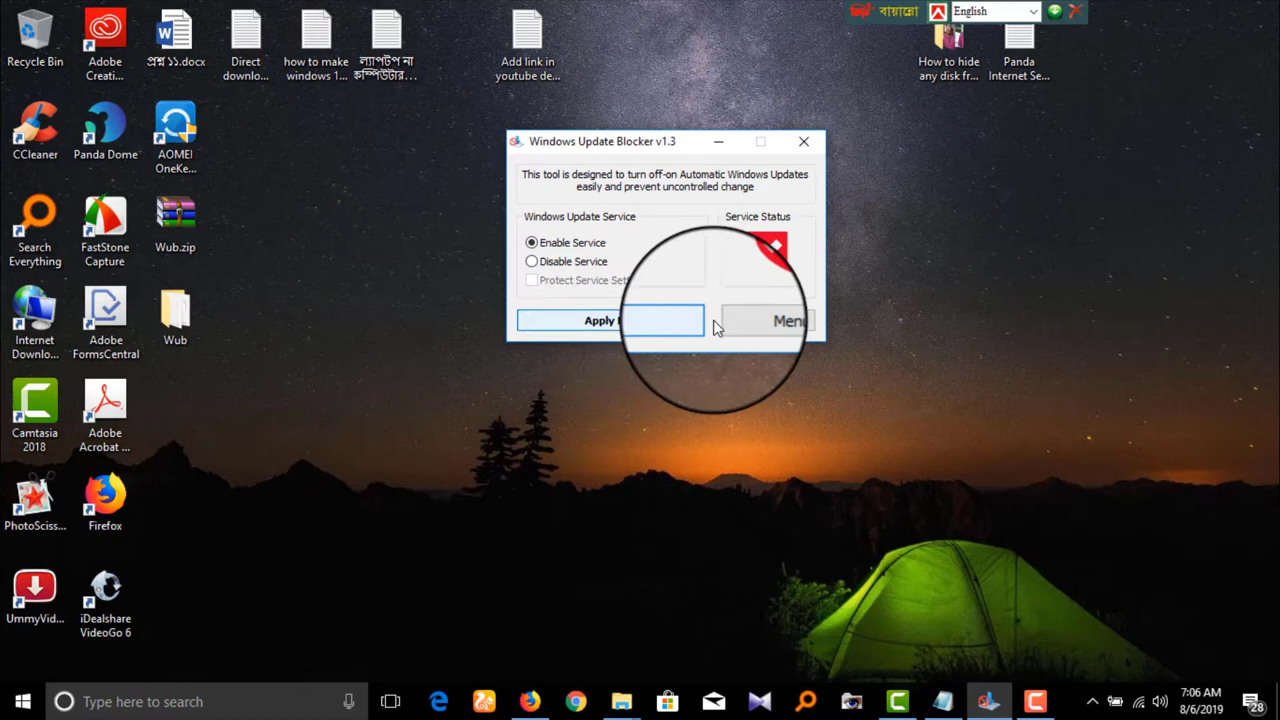 বায়ান্নো
English
Recycle Bin
Adobe
Creati...
প্রশ্ন ১১.docx
Direct
downlo...
how to make
windows 1...
ল্যাপটপ না
কম্পিউটার...
Add link in
youtube de...
How to hide
any disk fr...
Panda
Internet Se...
CCleaner
Panda Dome
AOMEI
OneKe...
Search
Everything
FastStone
Capture
Wub.zip
Internet
Downlo...
Adobe
FormsCentral
Wub
Camtasia
2018
Adobe
Acrobat ...
PhotoSciss...
Firefox
UmmyVid...
iDealshare
VideoGo 6
Windows Update Blocker v1.3
This tool is designed to turn off-on Automatic Windows Updates
easily and prevent uncontrolled change
Windows Update Service
Service Status
Enable Service
Disable Service
Protect Service
Apply
Menu
Type here to search
7:06 AM
8/6/2019
28